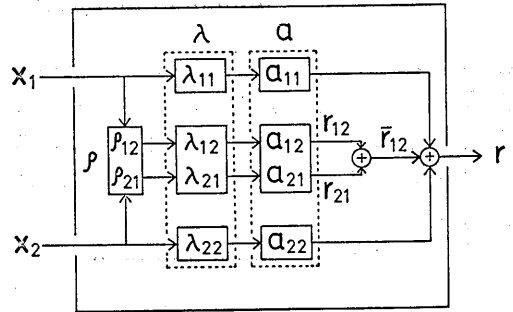 λ a
x₁ λ₁₁ a₁₁
ρ ρ₁₂ λ₁₂ a₁₂ r₁₂ r̄₁₂
ρ₂₁ λ₂₁ a₂₁ r₂₁
+ + r
x₂ λ₂₂ a₂₂